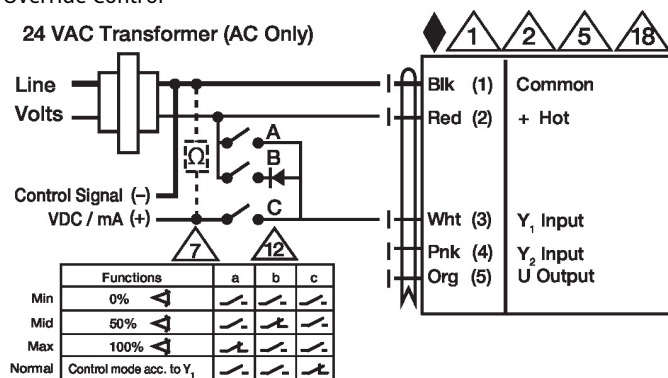 Override Control
24 VAC Transformer (AC Only)
1 2 5 18
Line
Volts
Blk (1) Common
Red (2) + Hot
A
Ω
B
Control Signal (–)
VDC / mA (+)
C
Wht (3) Y1 Input
Pnk (4) Y2 Input
Org (5) U Output
7 12
Functions a b c
Min 0%
Mid 50%
Max 100%
Normal Control mode acc. to Y1